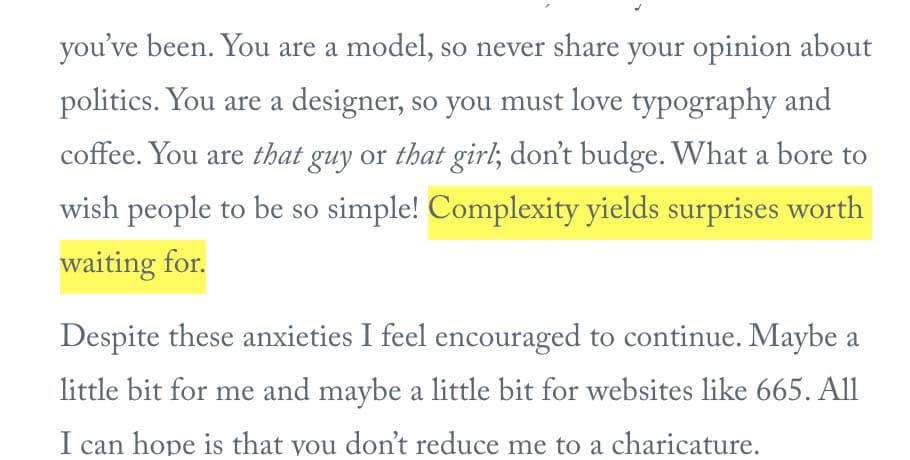 you’ve been. You are a model, so never share your opinion about
politics. You are a designer, so you must love typography and
coffee. You are that guy or that girl; don’t budge. What a bore to
wish people to be so simple! Complexity yields surprises worth
waiting for.
Despite these anxieties I feel encouraged to continue. Maybe a
little bit for me and maybe a little bit for websites like 665. All
I can hope is that you don’t reduce me to a charicature.